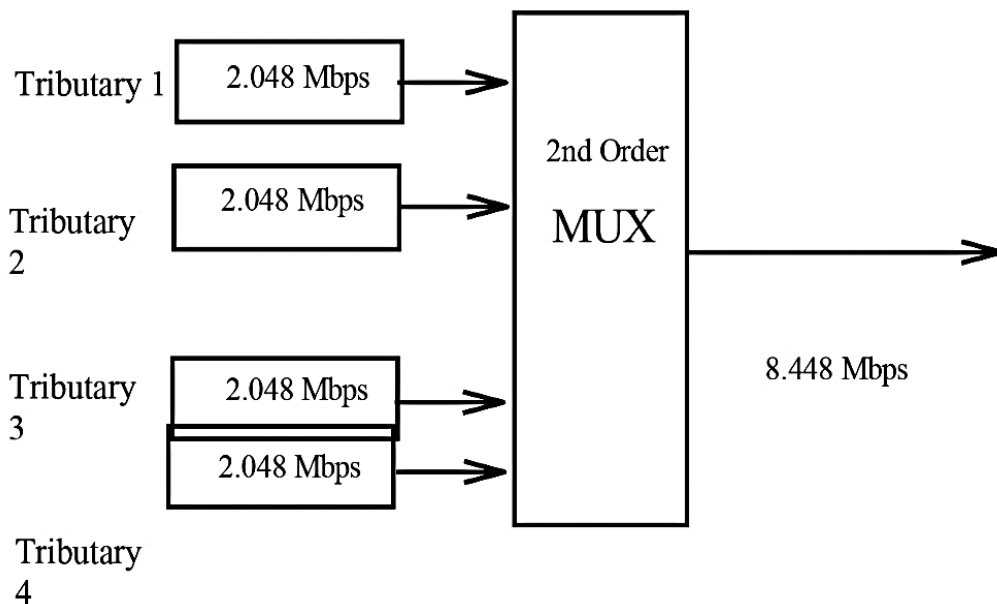 Tributary 1
2.048 Mbps
2nd Order
MUX
Tributary
2
2.048 Mbps
8.448 Mbps
Tributary
3
2.048 Mbps
2.048 Mbps
Tributary
4